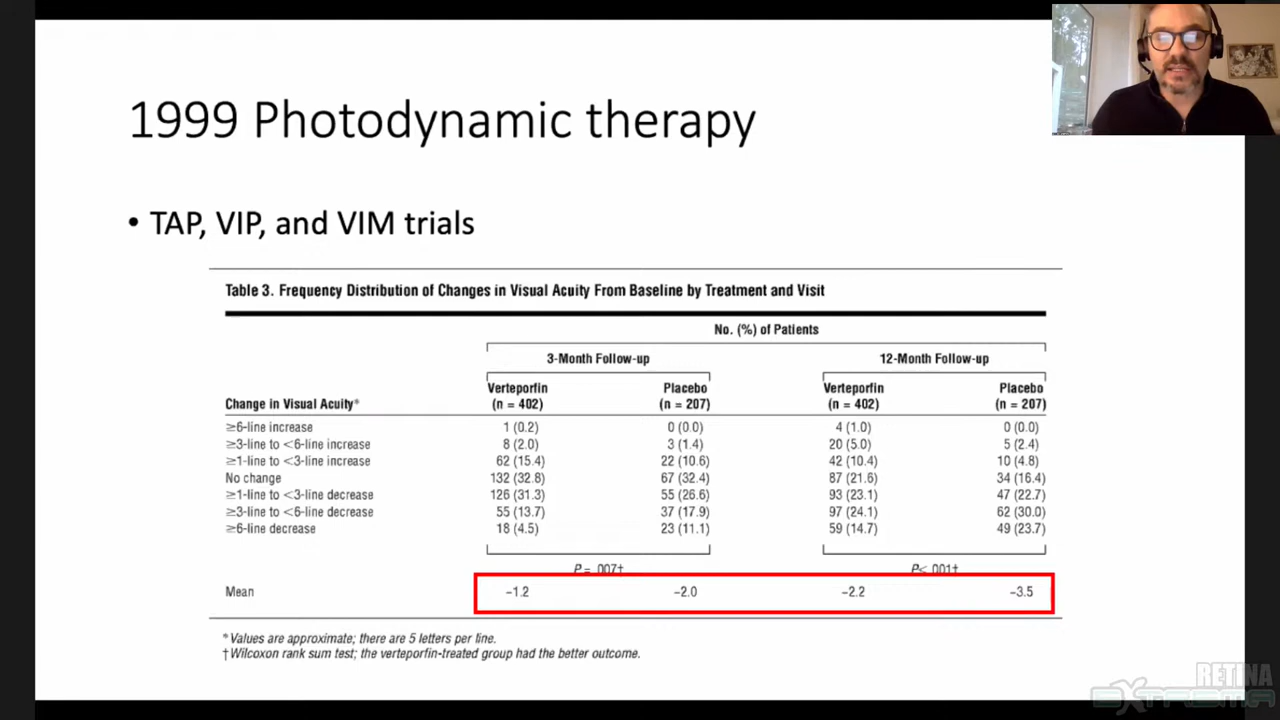 1999 Photodynamic therapy
• TAP, VIP, and VIM trials
Table 3. Frequency Distribution of Changes in Visual Acuity From Baseline by Treatment and Visit
No. (%) of Patients
3-Month Follow-up 12-Month Follow-up
Verteporfin Placebo Verteporfin Placebo
Change in Visual Acuity* (n = 402) (n = 207) (n = 402) (n = 207)
≥6-line increase 1 (0.2) 0 (0.0) 4 (1.0) 0 (0.0)
≥3-line to <6-line increase 8 (2.0) 3 (1.4) 20 (5.0) 5 (2.4)
≥1-line to <3-line increase 62 (15.4) 22 (10.6) 42 (10.4) 10 (4.8)
No change 132 (32.8) 67 (32.4) 87 (21.6) 34 (16.4)
≥1-line to <3-line decrease 126 (31.3) 55 (26.6) 93 (23.1) 47 (22.7)
≥3-line to <6-line decrease 55 (13.7) 37 (17.9) 97 (24.1) 62 (30.0)
≥6-line decrease 18 (4.5) 23 (11.1) 59 (14.7) 49 (23.7)
P = .007† P< .001†
Mean −1.2 −2.0 −2.2 −3.5
*Values are approximate; there are 5 letters per line.
†Wilcoxon rank sum test; the verteporfin-treated group had the better outcome.
RETINA
EXTREMA